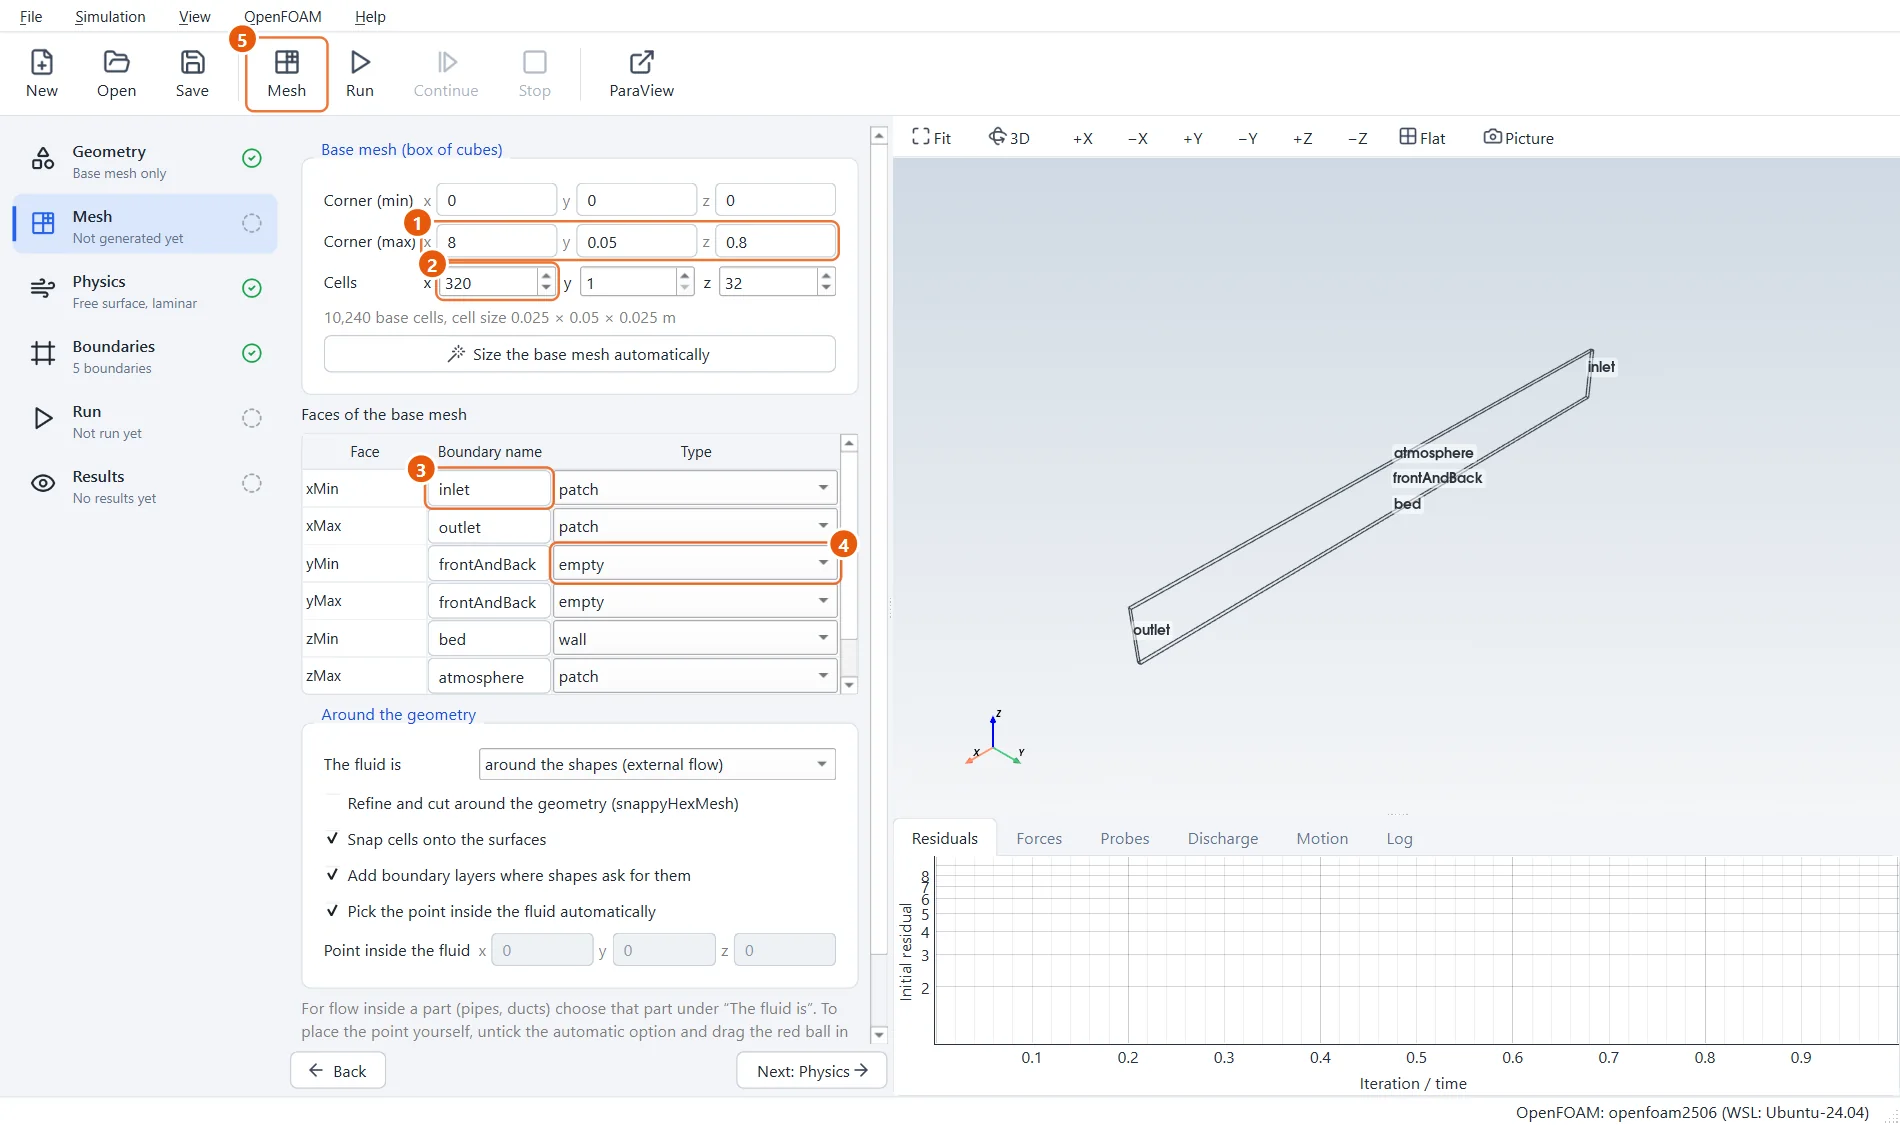 File Simulation View OpenFOAM Help
5
New Open Save Mesh Run Continue Stop ParaView
Geometry
Base mesh only
Mesh
Not generated yet
Physics
Free surface, laminar
Boundaries
5 boundaries
Run
Not run yet
Results
No results yet
Base mesh (box of cubes)
Corner (min) x 0 y 0 z 0
1
Corner (max) x 8 y 0.05 z 0.8
2
Cells x 320 y 1 z 32
10,240 base cells, cell size 0.025 × 0.05 × 0.025 m
Size the base mesh automatically
Faces of the base mesh
Face Boundary name Type
3
xMin inlet patch
xMax outlet patch
4
yMin frontAndBack empty
yMax frontAndBack empty
zMin bed wall
zMax atmosphere patch
Around the geometry
The fluid is around the shapes (external flow)
Refine and cut around the geometry (snappyHexMesh)
Snap cells onto the surfaces
Add boundary layers where shapes ask for them
Pick the point inside the fluid automatically
Point inside the fluid x 0 y 0 z 0
For flow inside a part (pipes, ducts) choose that part under “The fluid is”. To
place the point yourself, untick the automatic option and drag the red ball in
Back Next: Physics
Fit 3D +X −X +Y −Y +Z −Z Flat Picture
inlet
atmosphere
frontAndBack
bed
outlet
Z
X Y
Residuals Forces Probes Discharge Motion Log
8
7
6
5
4
3
2
Initial residual
0.1 0.2 0.3 0.4 0.5 0.6 0.7 0.8 0.9
Iteration / time
OpenFOAM: openfoam2506 (WSL: Ubuntu-24.04)